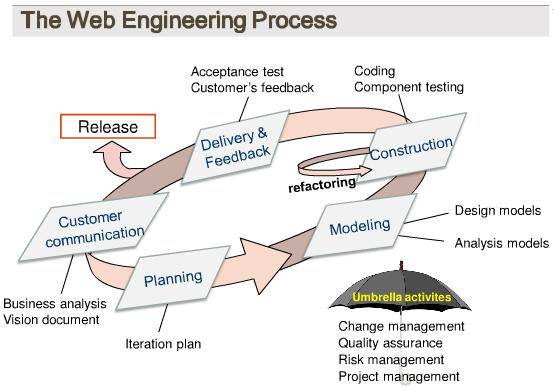 The Web Engineering Process
Acceptance test
Customer's feedback
Coding
Component testing
Release
Delivery &
Feedback
Construction
refactoring
Customer
communication
Modeling
Design models
Analysis models
Planning
Business analysis
Vision document
Iteration plan
Umbrella activites
Change management
Quality assurance
Risk management
Project management